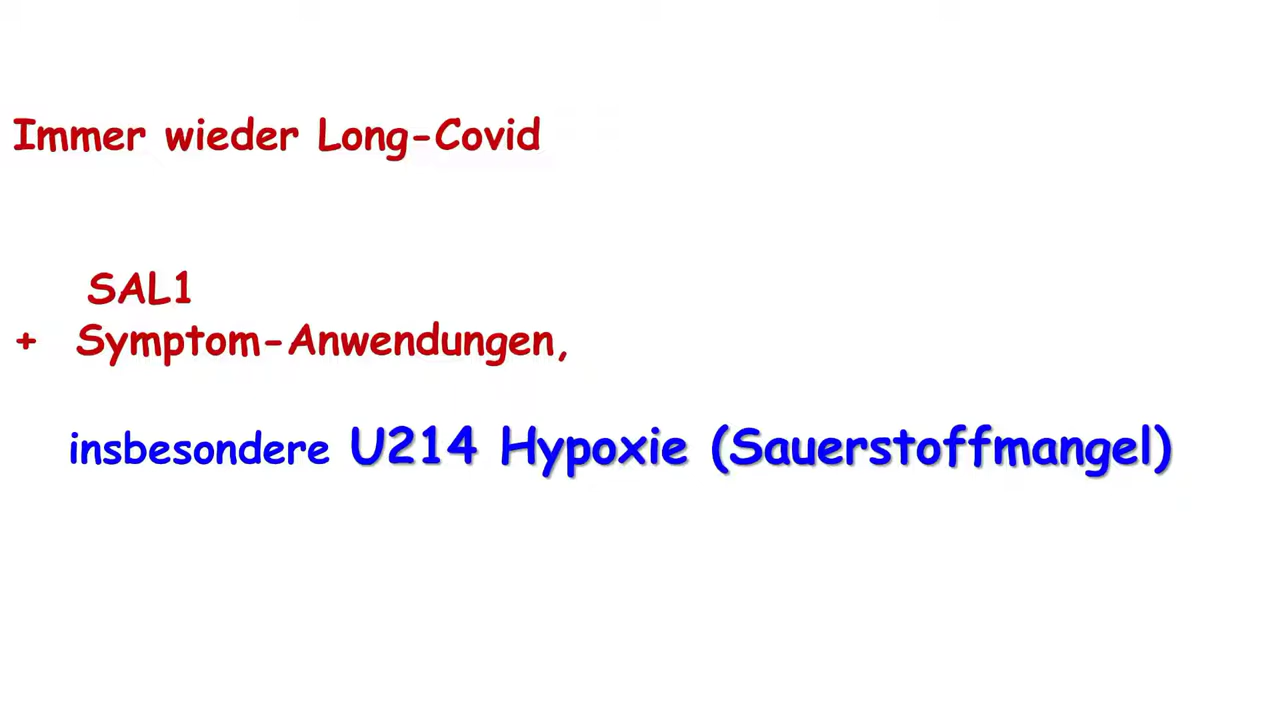 Immer wieder Long-Covid
SAL1
+ Symptom-Anwendungen,
insbesondere U214 Hypoxie (Sauerstoffmangel)